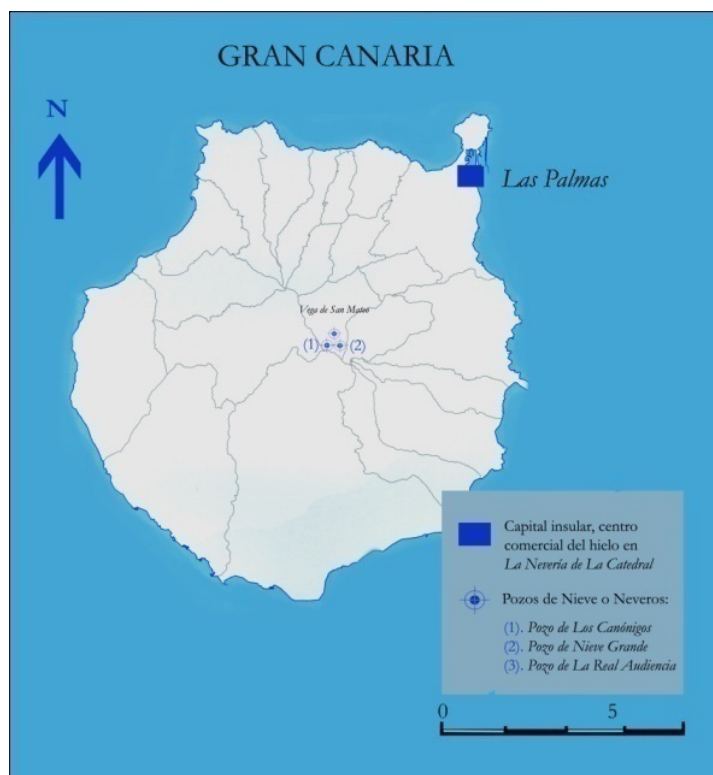 GRAN CANARIA
N
Las Palmas
Vega de San Mateo
(1) (2)
Capital insular, centro
comercial del hielo en
La Nevería de La Catedral
Pozos de Nieve o Neveros:
(1). Pozo de Los Canónigos
(2). Pozo de Nieve Grande
(3). Pozo de La Real Audiencia
0 5